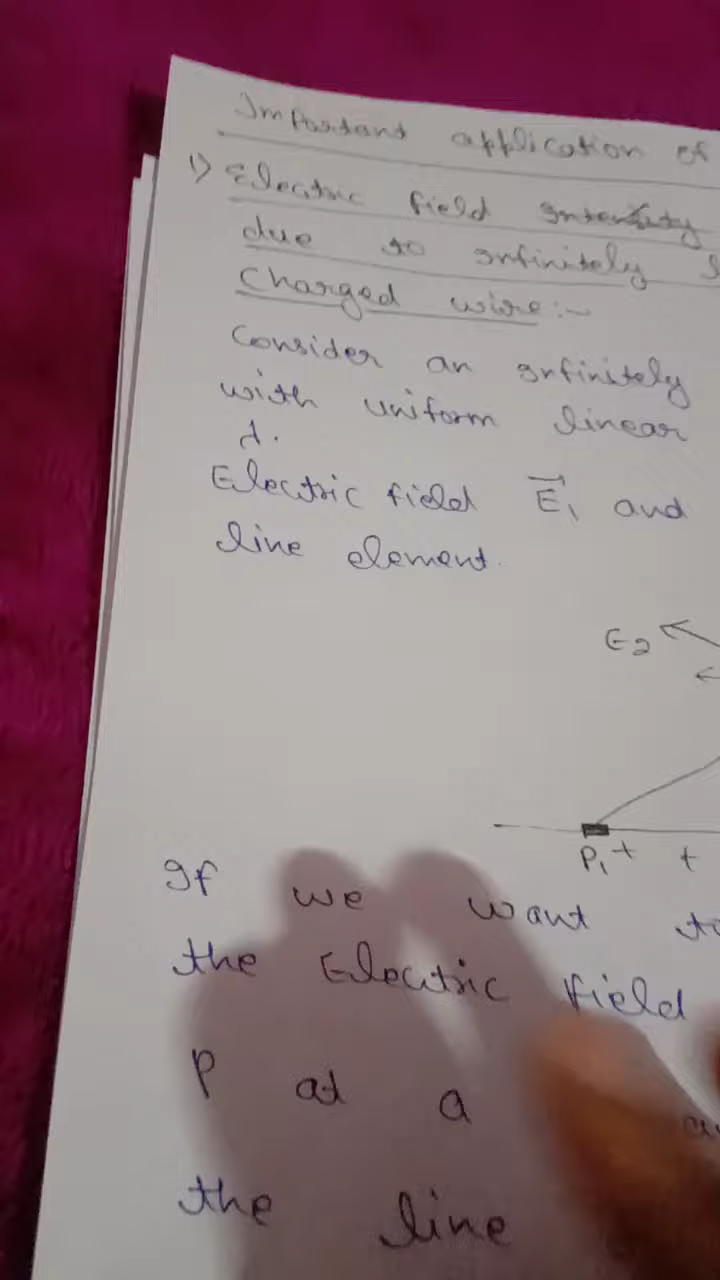 Important application of
1) Electric field Intensity
due to Infinitely
charged wire:-
Consider an Infinitely
with uniform linear
λ.
Electric field E₁ and
line element.
E2
P₁ + +
If we want to
the Electric field
P at a
the line